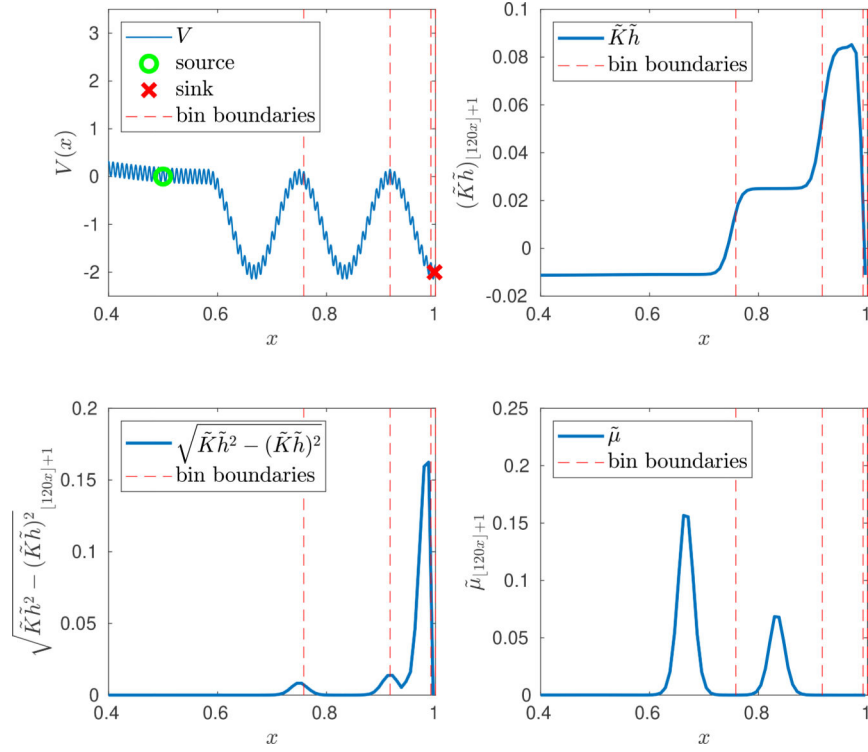 3
2
1
0
-1
-2
V(x)
V
source
sink
bin boundaries
0.4 0.6 0.8 1
x
0.1
0.08
0.06
0.04
0.02
0
-0.02
(K̃h̃)⌊120x⌋+1
K̃h̃
bin boundaries
0.4 0.6 0.8 1
x
0.2
0.15
0.1
0.05
0
√(K̃h̃² − (K̃h̃)²)⌊120x⌋+1
√(K̃h̃² − (K̃h̃)²)
bin boundaries
0.4 0.6 0.8 1
x
0.25
0.2
0.15
0.1
0.05
0
μ̃⌊120x⌋+1
μ̃
bin boundaries
0.4 0.6 0.8 1
x